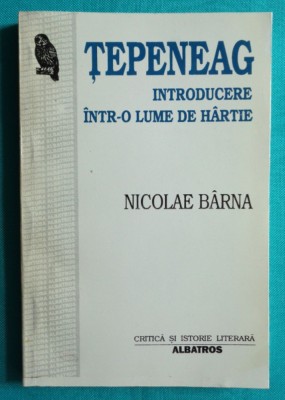 ȚEPENEAG
INTRODUCERE
ÎNTR-O LUME DE HÂRTIE
NICOLAE BÂRNA
CRITICĂ ȘI ISTORIE LITERARĂ
ALBATROS